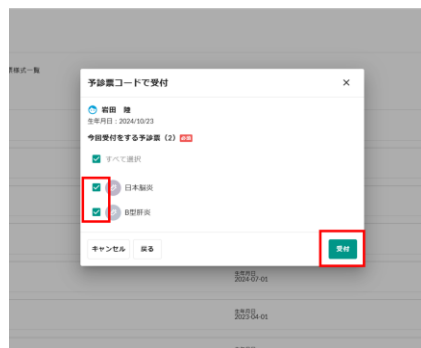 票様式一覧
予診票コードで受付
岩田 陸
生年月日:2024/10/23
今回受付をする予診票(2) 必須
すべて選択
日本脳炎
B型肝炎
キャンセル
戻る
受付
生年月日
2024-07-01
生年月日
2023-04-01